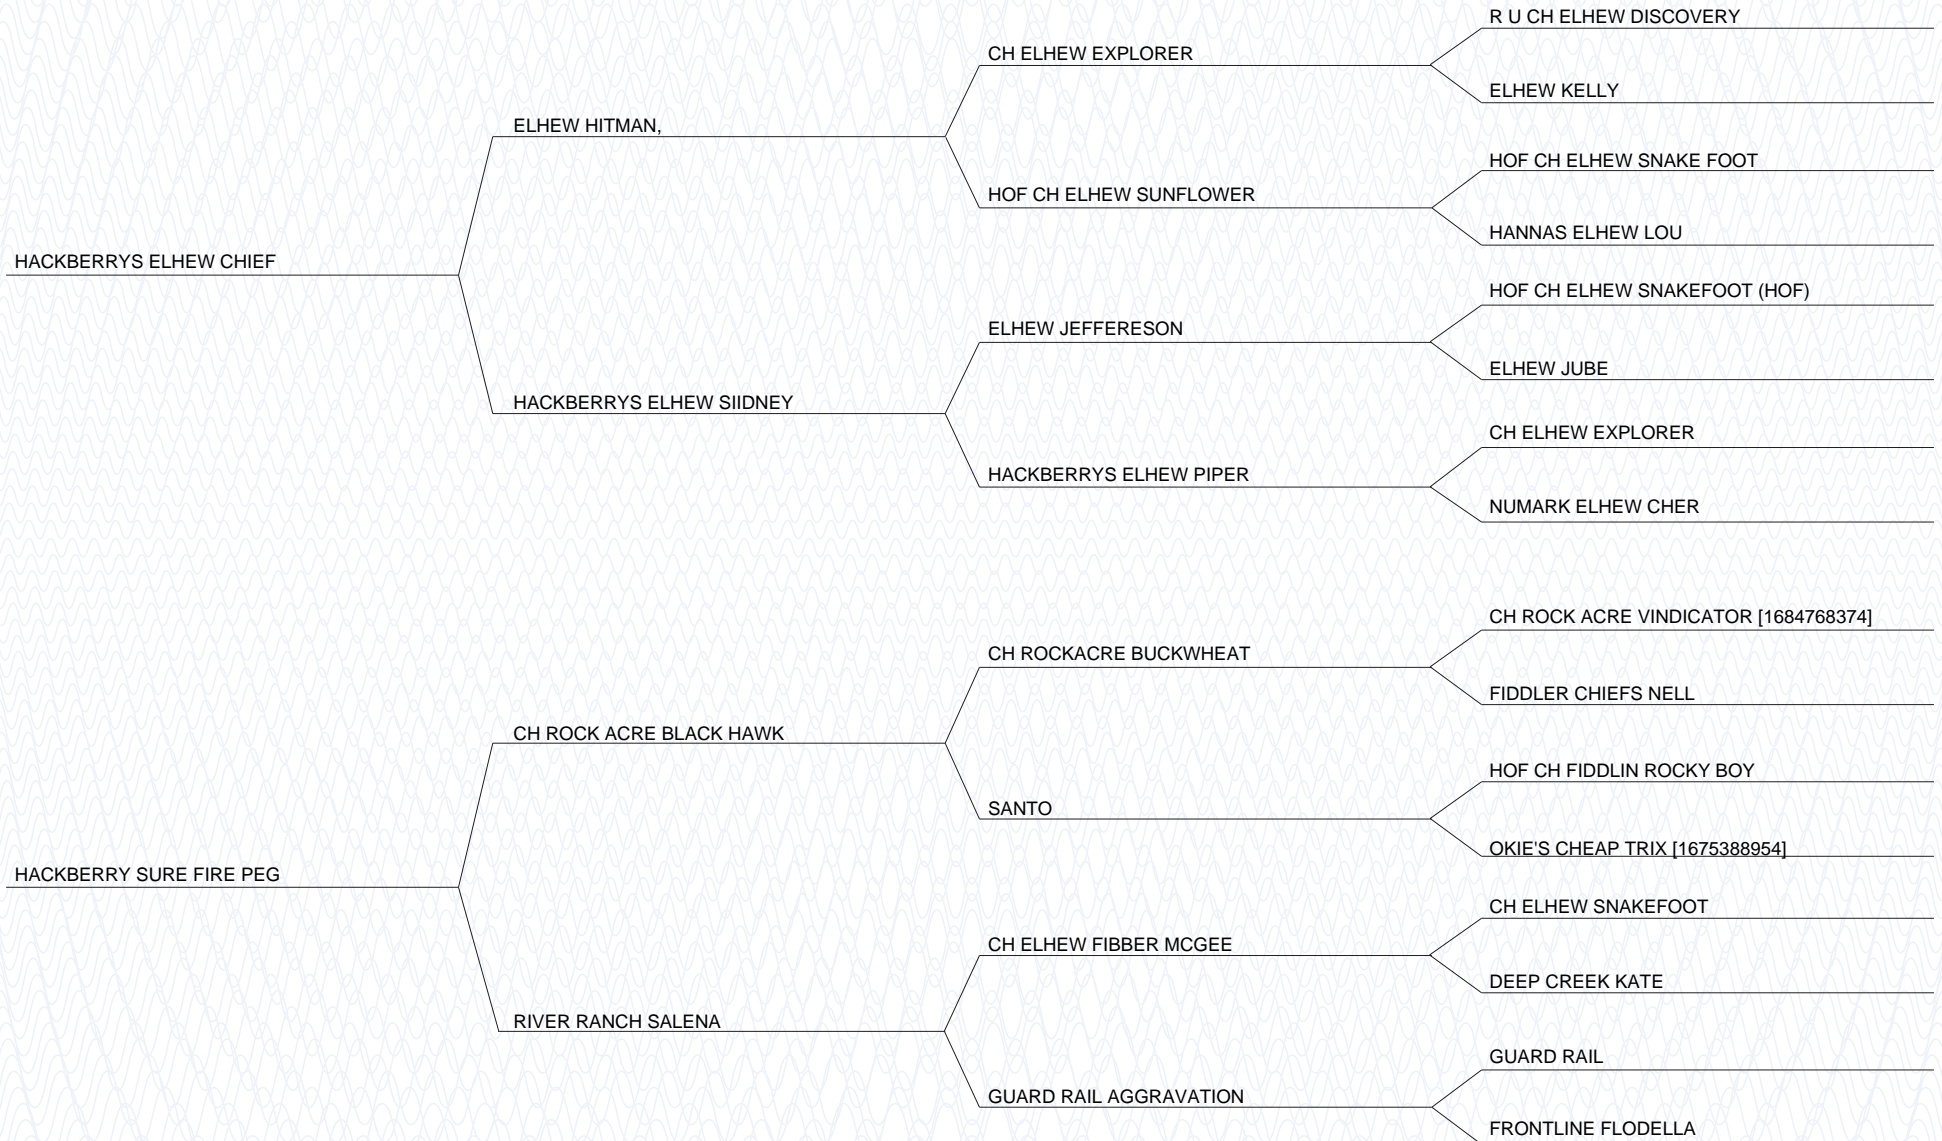 R U CH ELHEW DISCOVERY
CH ELHEW EXPLORER
ELHEW KELLY
ELHEW HITMAN,
HOF CH ELHEW SNAKE FOOT
HOF CH ELHEW SUNFLOWER
HANNAS ELHEW LOU
HACKBERRYS ELHEW CHIEF
HOF CH ELHEW SNAKEFOOT (HOF)
ELHEW JEFFERESON
ELHEW JUBE
HACKBERRYS ELHEW SIIDNEY
CH ELHEW EXPLORER
HACKBERRYS ELHEW PIPER
NUMARK ELHEW CHER
CH ROCK ACRE VINDICATOR [1684768374]
CH ROCKACRE BUCKWHEAT
FIDDLER CHIEFS NELL
CH ROCK ACRE BLACK HAWK
HOF CH FIDDLIN ROCKY BOY
SANTO
OKIE'S CHEAP TRIX [1675388954]
HACKBERRY SURE FIRE PEG
CH ELHEW SNAKEFOOT
CH ELHEW FIBBER MCGEE
DEEP CREEK KATE
RIVER RANCH SALENA
GUARD RAIL
GUARD RAIL AGGRAVATION
FRONTLINE FLODELLA